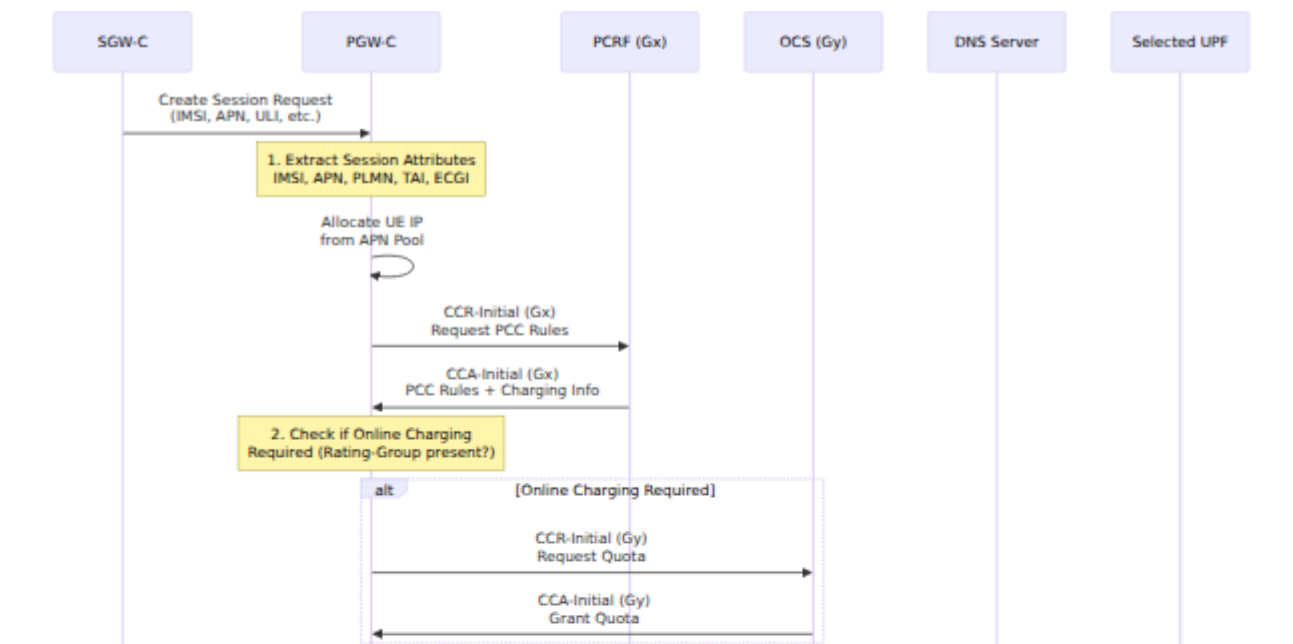 SGW-C
PGW-C
PCRF (Gx)
OCS (Gy)
DNS Server
Selected UPF
Create Session Request
(IMSI, APN, ULI, etc.)
1. Extract Session Attributes
IMSI, APN, PLMN, TAI, ECGI
Allocate UE IP
from APN Pool
CCR-Initial (Gx)
Request PCC Rules
CCA-Initial (Gx)
PCC Rules + Charging Info
2. Check if Online Charging
Required (Rating-Group present?)
alt
[Online Charging Required]
CCR-Initial (Gy)
Request Quota
CCA-Initial (Gy)
Grant Quota